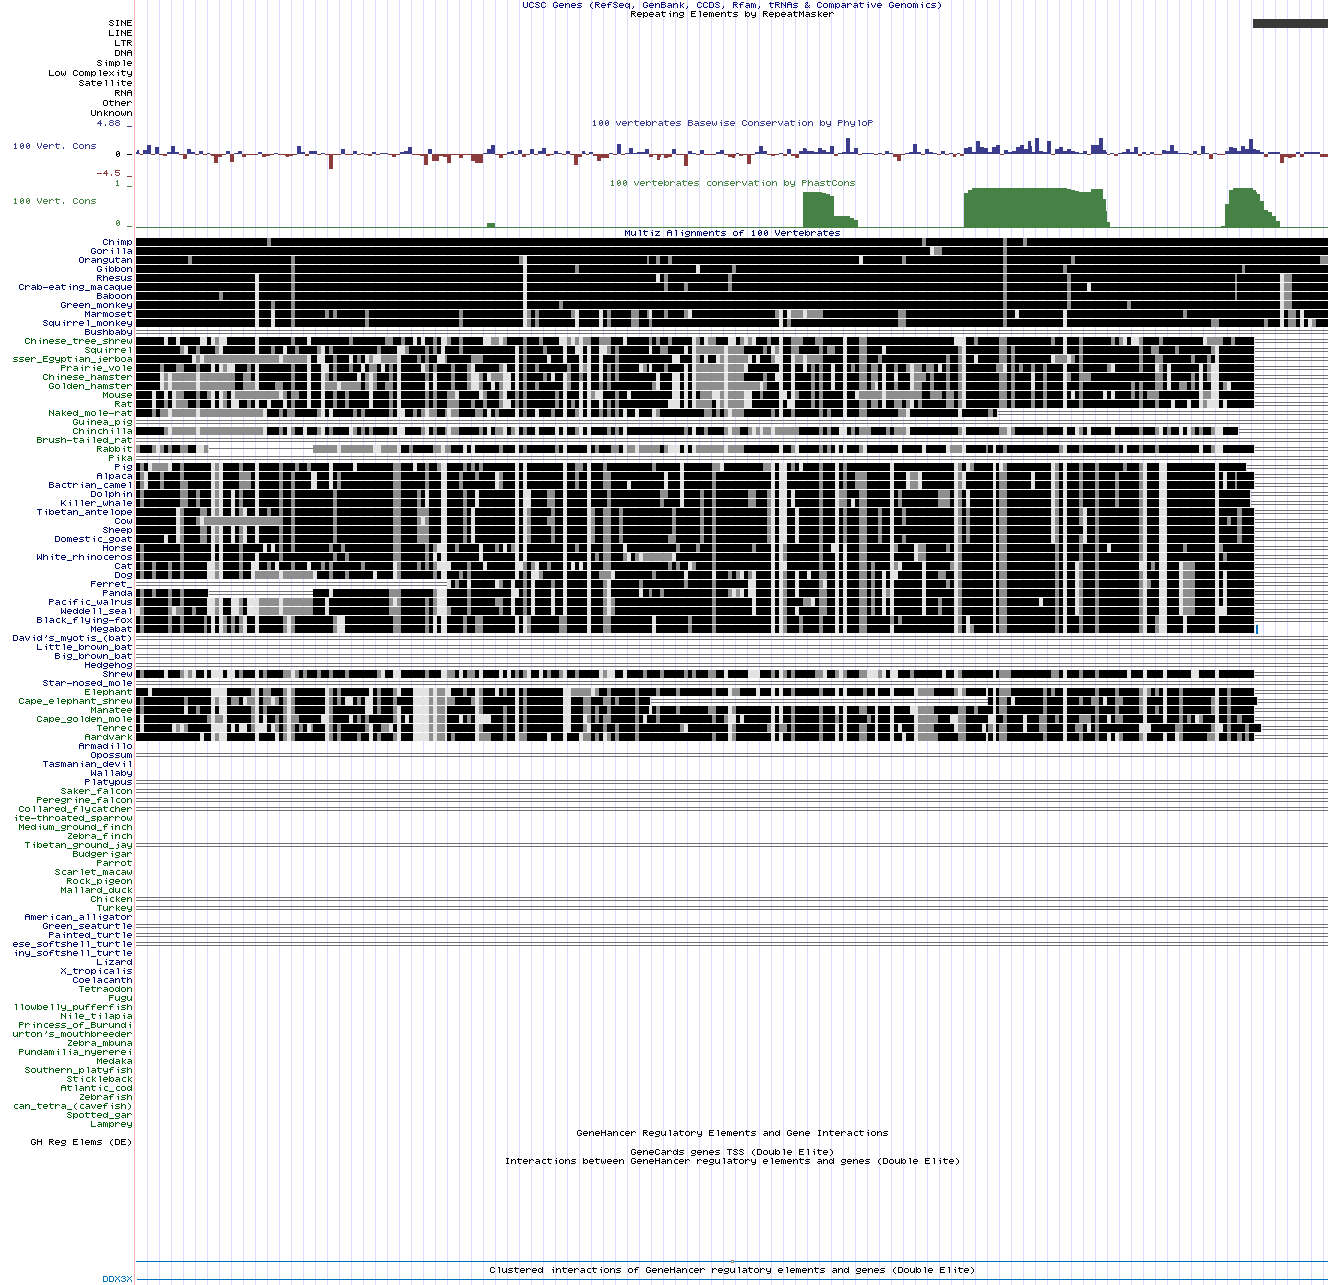 UCSC Genes (RefSeq, GenBank, CCDS, Rfam, tRNAs & Comparative Genomics)
Repeating Elements by RepeatMasker
SINE
LINE
LTR
DNA
Simple
Low Complexity
Satellite
RNA
Other
Unknown
4.88 _
100 vertebrates Basewise Conservation by PhyloP
100 Vert. Cons
0 -
-4.5 _
100 vertebrates conservation by PhastCons
1 _
100 Vert. Cons
0 _
Multiz Alignments of 100 Vertebrates
Chimp
Gorilla
Orangutan
Gibbon
Rhesus
Crab-eating_macaque
Baboon
Green_monkey
Marmoset
Squirrel_monkey
Bushbaby
Chinese_tree_shrew
Squirrel
sser_Egyptian_jerboa
Prairie_vole
Chinese_hamster
Golden_hamster
Mouse
Rat
Naked_mole-rat
Guinea_pig
Chinchilla
Brush-tailed_rat
Rabbit
Pika
Pig
Alpaca
Bactrian_camel
Dolphin
Killer_whale
Tibetan_antelope
Cow
Sheep
Domestic_goat
Horse
White_rhinoceros
Cat
Dog
Ferret_
Panda
Pacific_walrus
Weddell_seal
Black_flying-fox
Megabat
David's_myotis_(bat)
Little_brown_bat
Big_brown_bat
Hedgehog
Shrew
Star-nosed_mole
Elephant
Cape_elephant_shrew
Manatee
Cape_golden_mole
Tenrec
Aardvark
Armadillo
Opossum
Tasmanian_devil
Wallaby
Platypus
Saker_falcon
Peregrine_falcon
Collared_flycatcher
ite-throated_sparrow
Medium_ground_finch
Zebra_finch
Tibetan_ground_jay
Budgerigar
Parrot
Scarlet_macaw
Rock_pigeon
Mallard_duck
Chicken
Turkey
American_alligator
Green_seaturtle
Painted_turtle
ese_softshell_turtle
iny_softshell_turtle
Lizard
X_tropicalis
Coelacanth
Tetraodon
Fugu
llowbelly_pufferfish
Nile_tilapia
Princess_of_Burundi
urton's_mouthbreeder
Zebra_mbuna
Pundamilia_nyererei
Medaka
Southern_platyfish
Stickleback
Atlantic_cod
Zebrafish
can_tetra_(cavefish)
Spotted_gar
Lamprey
GeneHancer Regulatory Elements and Gene Interactions
GH Reg Elems (DE)
GeneCards genes TSS (Double Elite)
Interactions between GeneHancer regulatory elements and genes (Double Elite)
Clustered interactions of GeneHancer regulatory elements and genes (Double Elite)
DDX3X